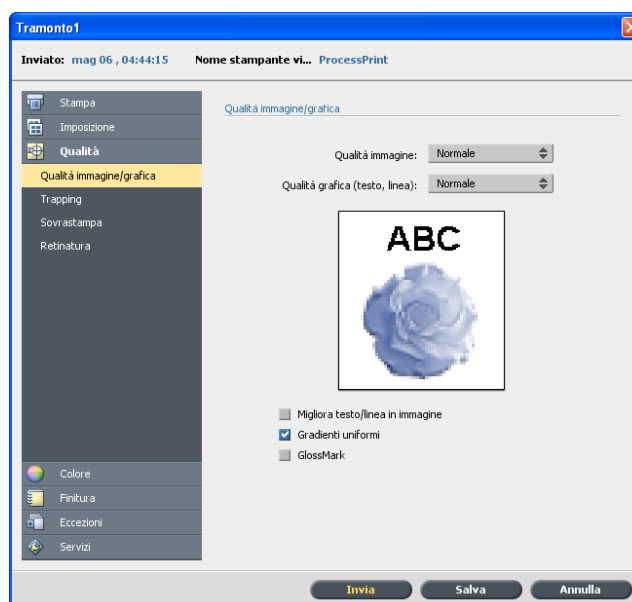 Tramonto1
Inviato: mag 06 , 04:44:15 Nome stampante vi... ProcessPrint
Stampa
Imposizione
Qualità
Qualità immagine/grafica
Trapping
Sovrastampa
Retinatura
Colore
Finitura
Eccezioni
Servizi
Qualità immagine/grafica
Qualità immagine: Normale
Qualità grafica (testo, linea): Normale
ABC
Migliora testo/linea in immagine
Gradienti uniformi
GlossMark
Invia Salva Annulla